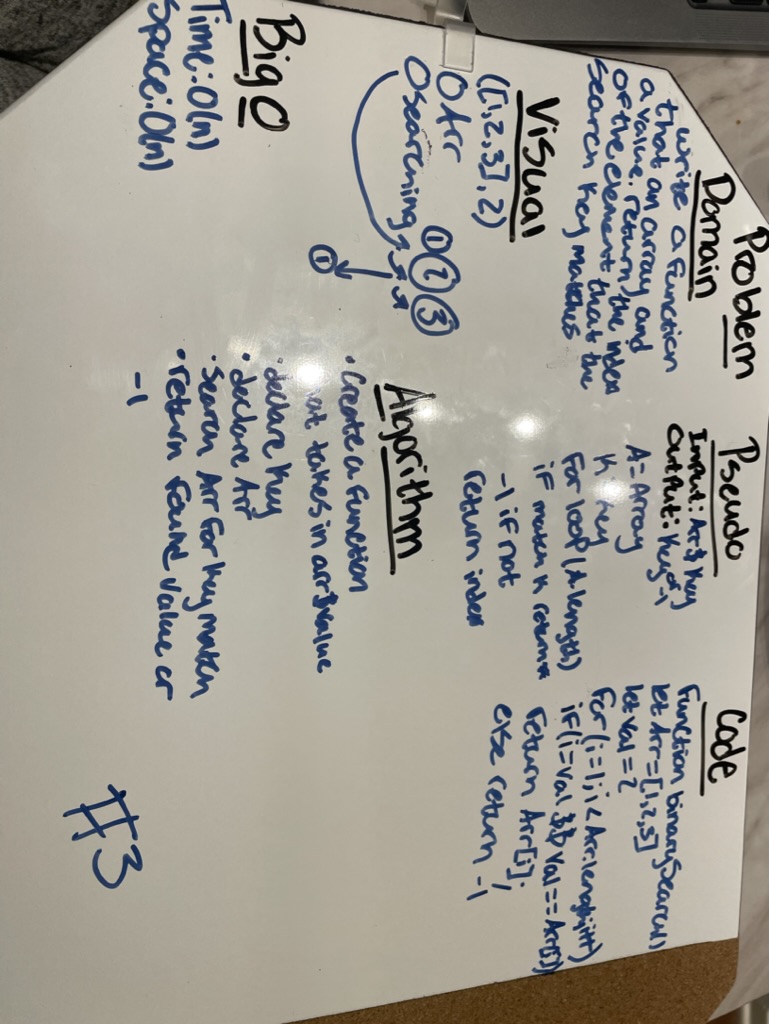 Problem
Domain
write a function
that an array and
a value. return the index
of the element that the
search key matches
Visual
([1,2,3],2)
O Arr
O searching
① ② ③
①
Big O
Time: O(n)
Space: O(n)
Pseudo
Input: Arr & Key
Output: Key or -1
A = Array
K = Key
for loop (A.length)
if match K return
-1 if not
return index
Algorithm
• Create a function
that takes in arr & value
• declare Key
• declare Arr
• Search Arr for Key match
• return found value or
-1
Code
Function binarySearch()
let Arr = [1,2,3]
let val = 2
for (i=1; i < Arr.length; i++)
if (i = val && val == Arr[i])
return Arr[i];
else return -1
#3